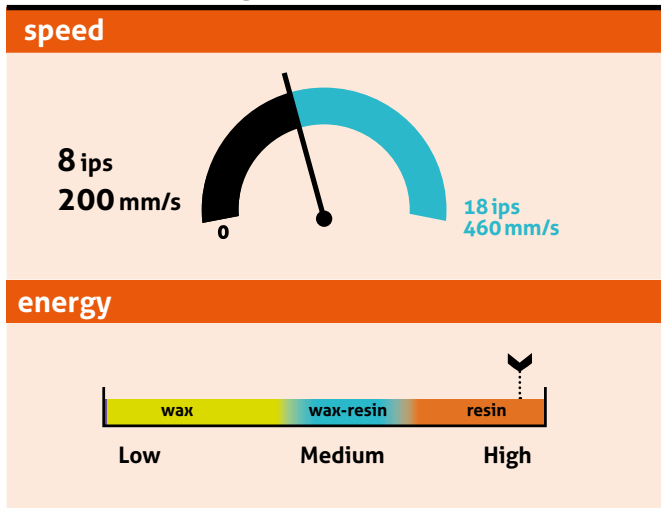 speed
8 ips
200 mm/s
0
18 ips
460 mm/s
energy
wax
wax-resin
resin
Low
Medium
High